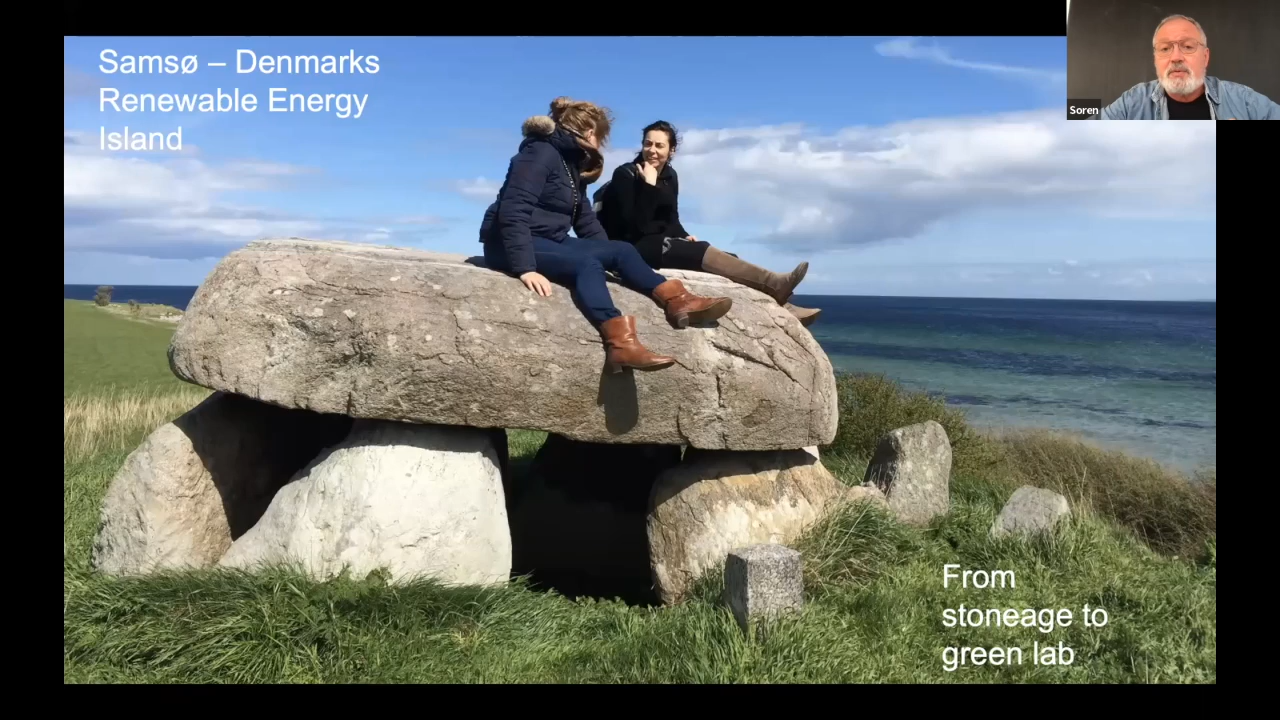 Samsø – Denmarks
Renewable Energy
Island
Soren
From
stoneage to
green lab